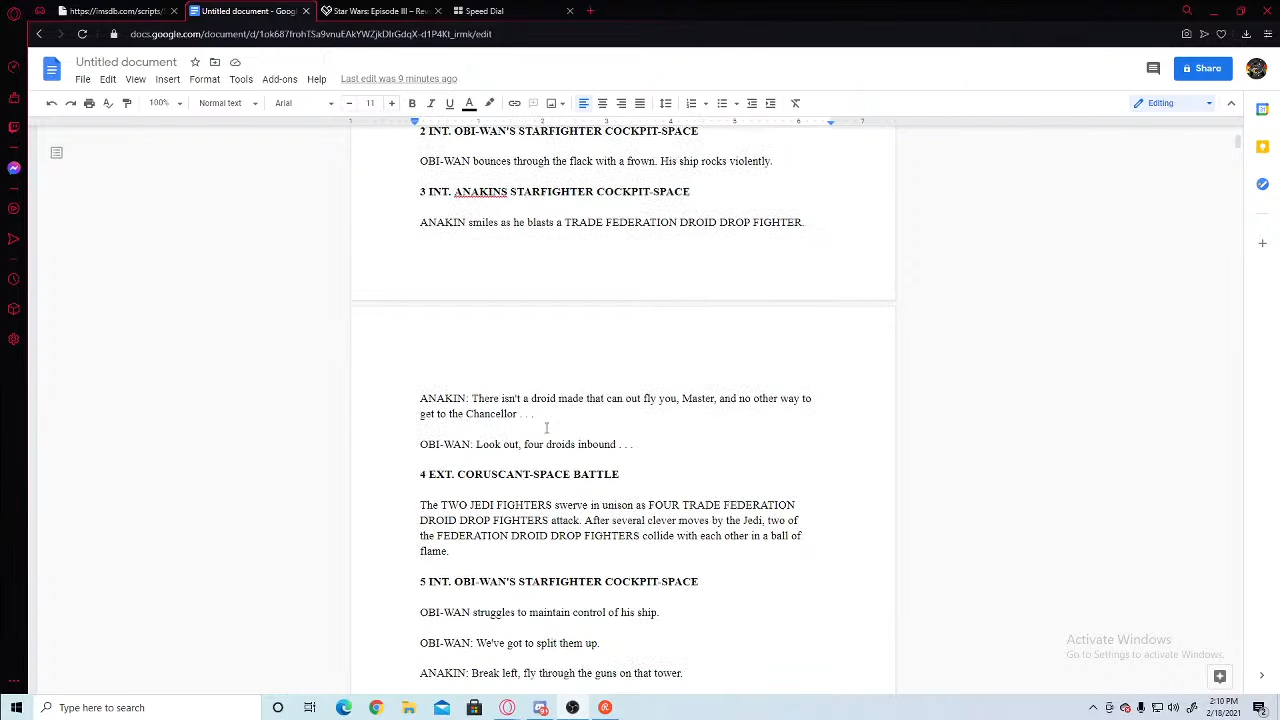 https://imsdb.com/scripts/S
Untitled document - Googl
Star Wars: Episode III – Rev
Speed Dial
docs.google.com/document/d/1ok687frohTSa9vnuEAkYWZjkDlrGdqX-d1P4Kt_irmk/edit
Untitled document
File Edit View Insert Format Tools Add-ons Help Last edit was 9 minutes ago
Share
100% Normal text Arial 11 B I U A Editing
1 1 2 3 4 5 6 7
2 INT. OBI-WAN'S STARFIGHTER COCKPIT-SPACE
OBI-WAN bounces through the flack with a frown. His ship rocks violently.
3 INT. ANAKINS STARFIGHTER COCKPIT-SPACE
ANAKIN smiles as he blasts a TRADE FEDERATION DROID DROP FIGHTER.
ANAKIN: There isn't a droid made that can out fly you, Master, and no other way to
get to the Chancellor . . .
OBI-WAN: Look out, four droids inbound . . .
4 EXT. CORUSCANT-SPACE BATTLE
The TWO JEDI FIGHTERS swerve in unison as FOUR TRADE FEDERATION
DROID DROP FIGHTERS attack. After several clever moves by the Jedi, two of
the FEDERATION DROID DROP FIGHTERS collide with each other in a ball of
flame.
5 INT. OBI-WAN'S STARFIGHTER COCKPIT-SPACE
OBI-WAN struggles to maintain control of his ship.
OBI-WAN: We've got to split them up.
ANAKIN: Break left, fly through the guns on that tower.
Activate Windows
Go to Settings to activate Windows.
Type here to search
2:10 PM
2/18/2021